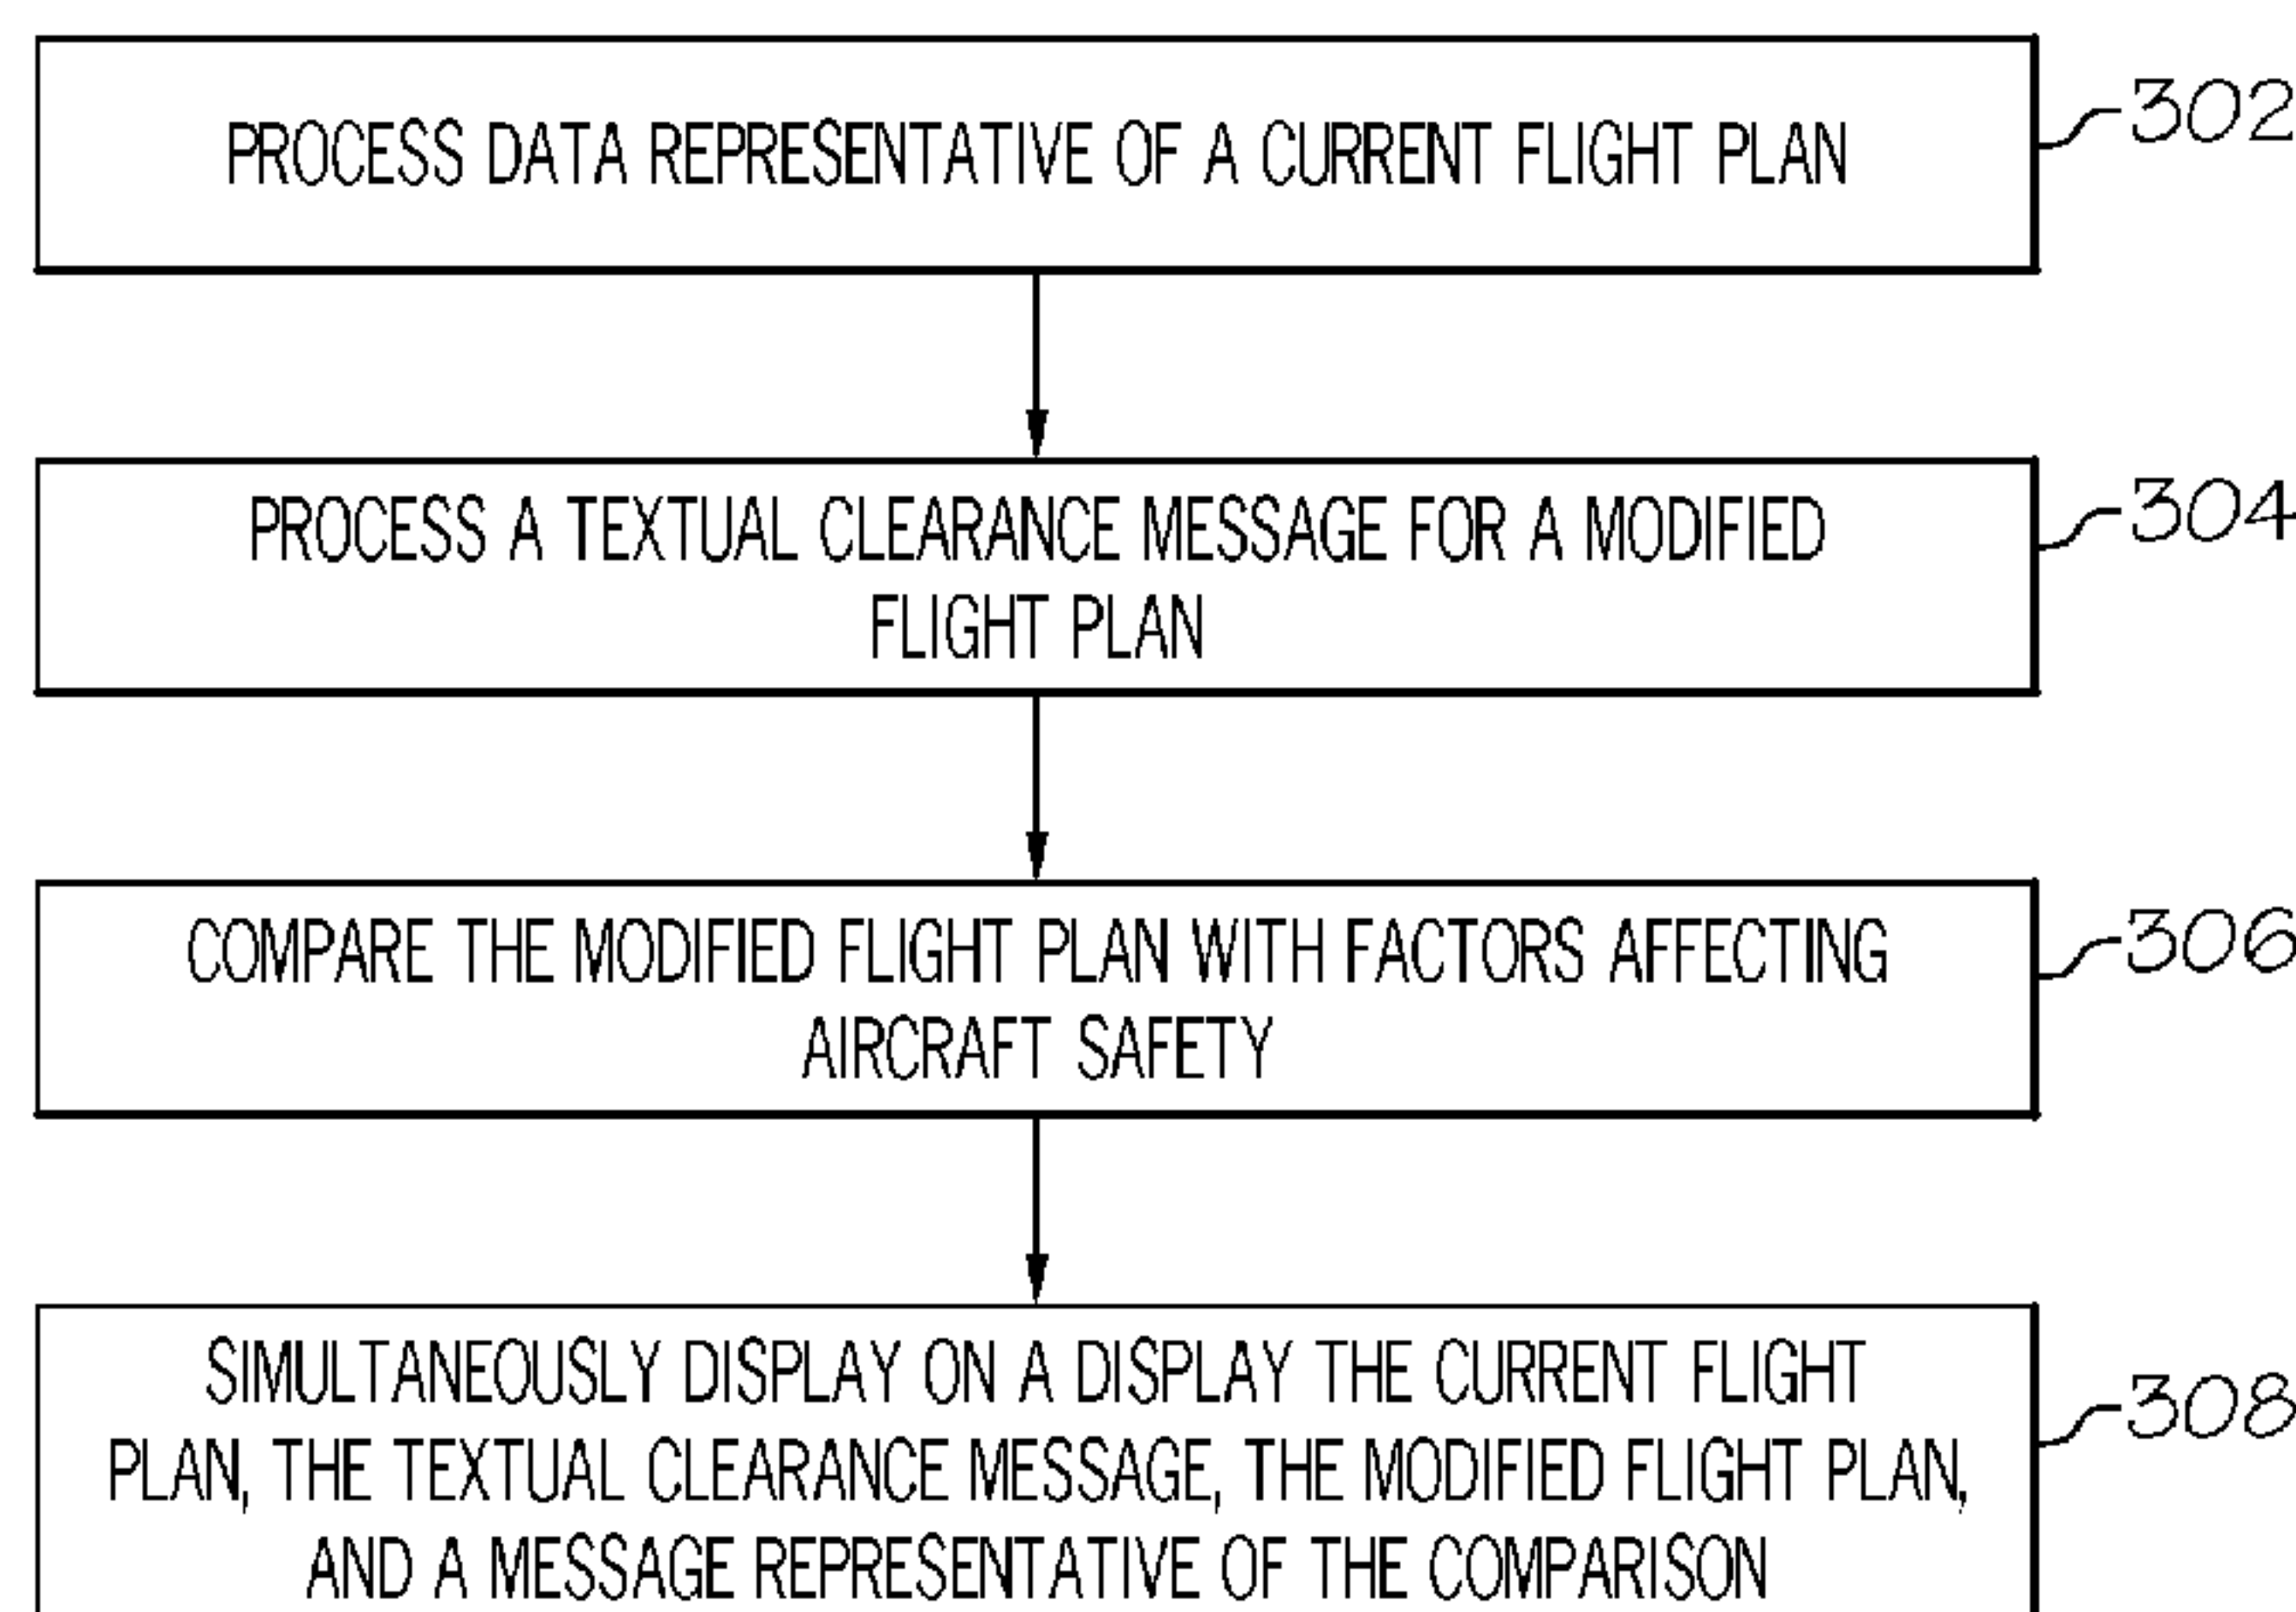 PROCESS DATA REPRESENTATIVE OF A CURRENT FLIGHT PLAN
302
PROCESS A TEXTUAL CLEARANCE MESSAGE FOR A MODIFIED
FLIGHT PLAN
304
COMPARE THE MODIFIED FLIGHT PLAN WITH FACTORS AFFECTING
AIRCRAFT SAFETY
306
SIMULTANEOUSLY DISPLAY ON A DISPLAY THE CURRENT FLIGHT
PLAN, THE TEXTUAL CLEARANCE MESSAGE, THE MODIFIED FLIGHT PLAN,
AND A MESSAGE REPRESENTATIVE OF THE COMPARISON
308